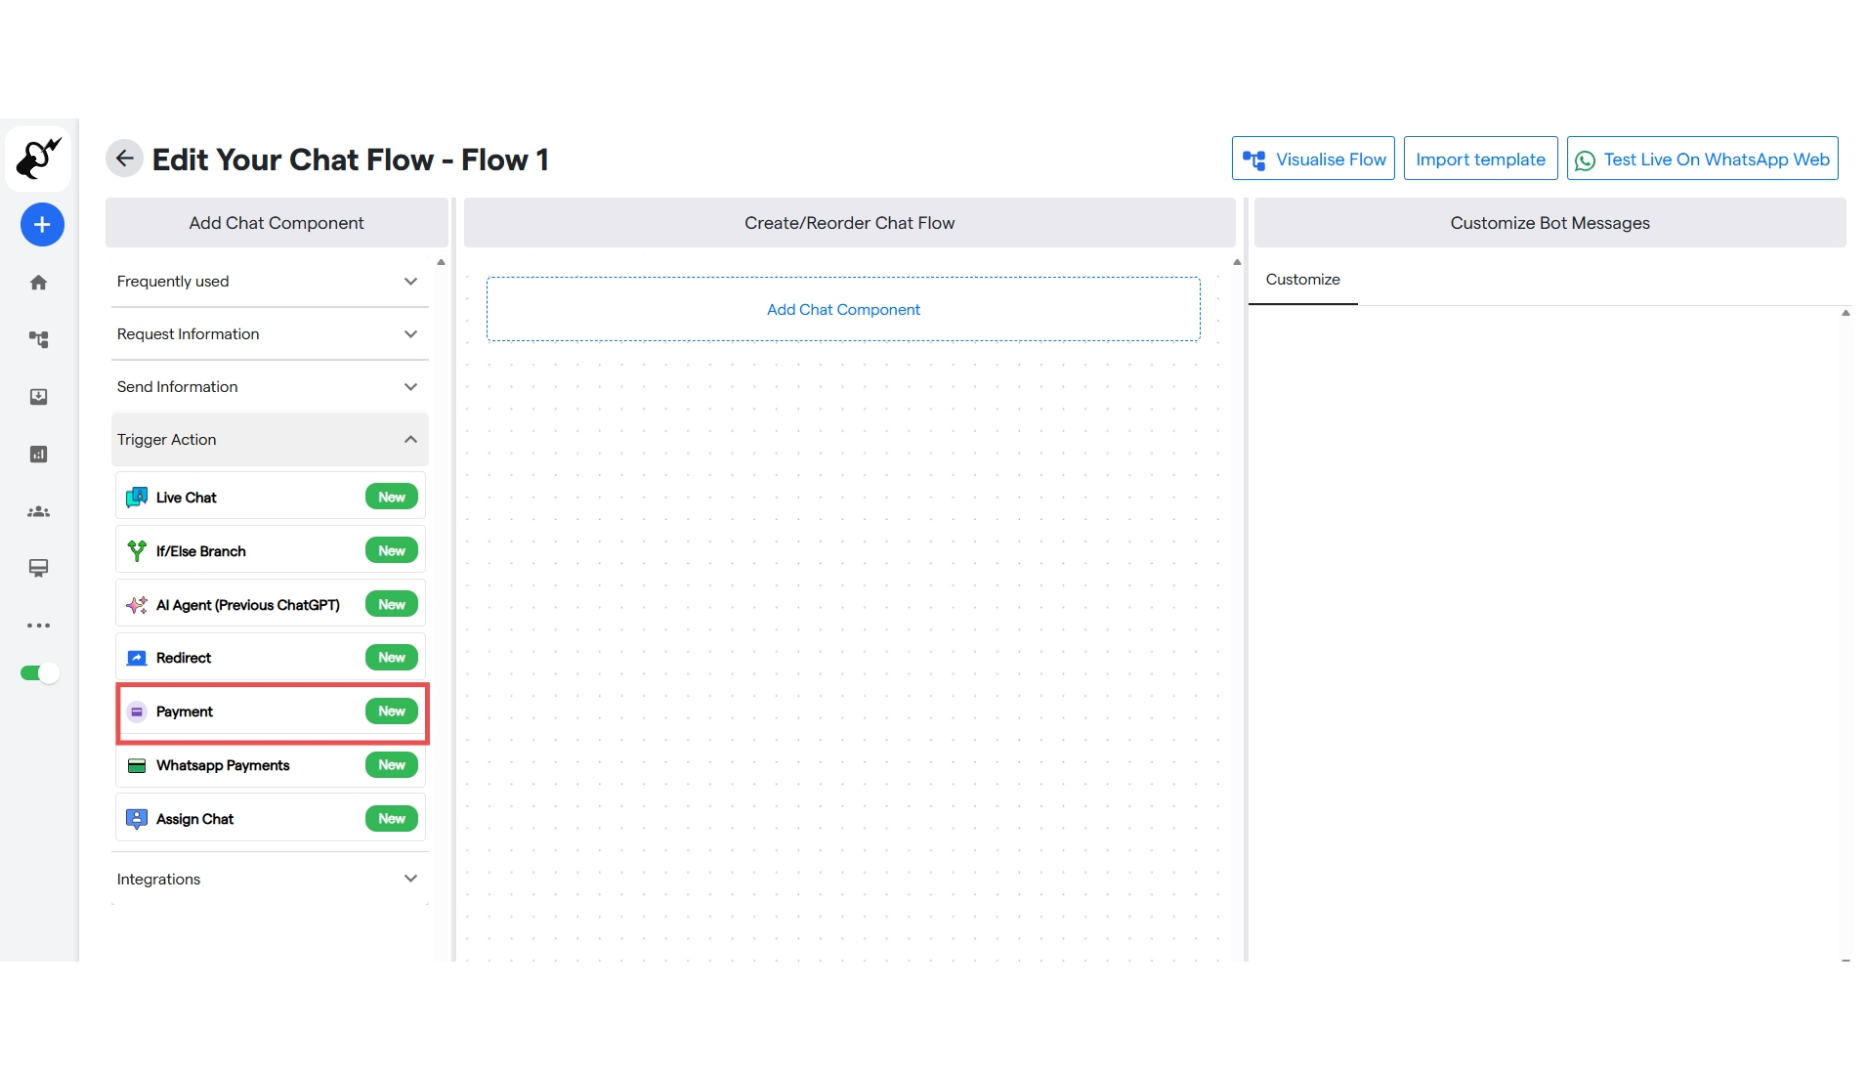 Edit Your Chat Flow - Flow 1
Visualise Flow
Import template
Test Live On WhatsApp Web
Add Chat Component
Create/Reorder Chat Flow
Customize Bot Messages
Frequently used
Request Information
Send Information
Trigger Action
Live Chat New
If/Else Branch New
AI Agent (Previous ChatGPT) New
Redirect New
Payment New
Whatsapp Payments New
Assign Chat New
Integrations
Add Chat Component
Customize